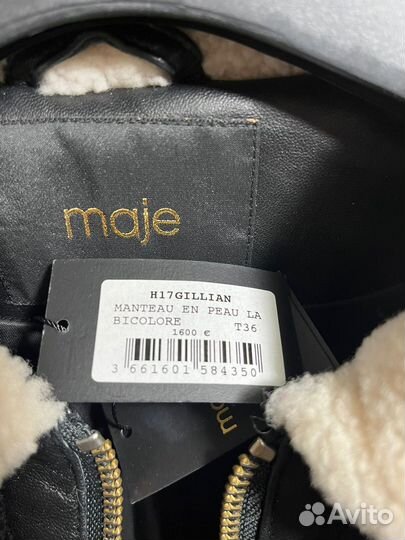 maje
H17GILLIAN
MANTEAU EN PEAU LA
BICOLORE T36
1600 €
3 661601 584350
Avito